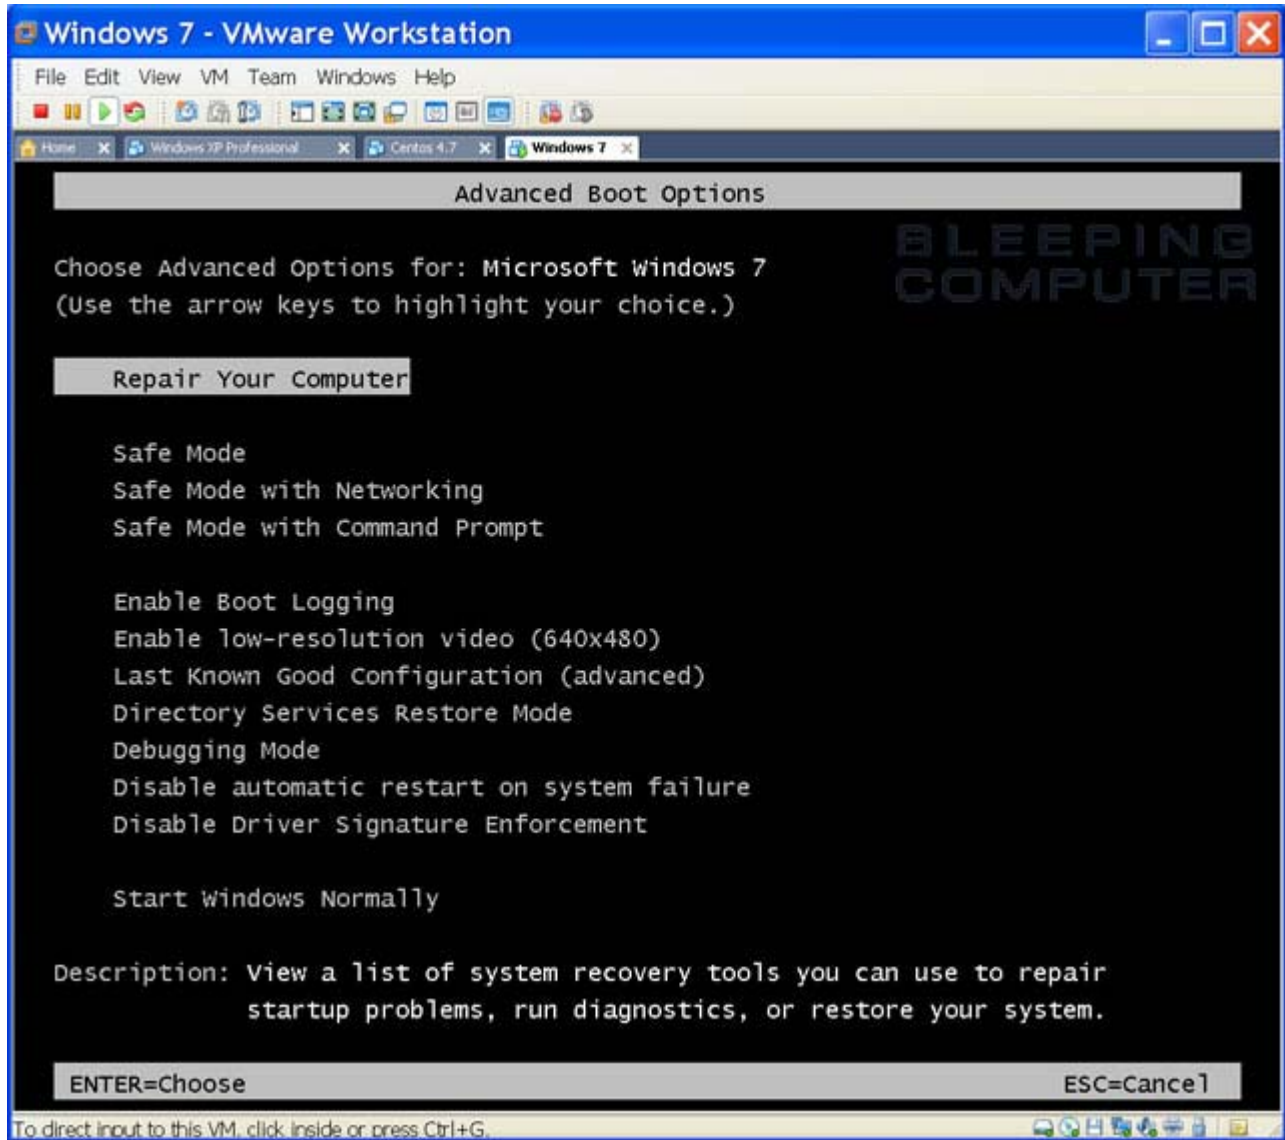 Windows 7 - VMware Workstation
File Edit View VM Team Windows Help
Home Windows XP Professional Centos 4.7 Windows 7
Advanced Boot Options
BLEEPING
COMPUTER
Choose Advanced Options for: Microsoft Windows 7
(Use the arrow keys to highlight your choice.)
Repair Your Computer
Safe Mode
Safe Mode with Networking
Safe Mode with Command Prompt
Enable Boot Logging
Enable low-resolution video (640x480)
Last Known Good Configuration (advanced)
Directory Services Restore Mode
Debugging Mode
Disable automatic restart on system failure
Disable Driver Signature Enforcement
Start Windows Normally
Description: View a list of system recovery tools you can use to repair
startup problems, run diagnostics, or restore your system.
ENTER=Choose ESC=Cancel
To direct input to this VM, click inside or press Ctrl+G.